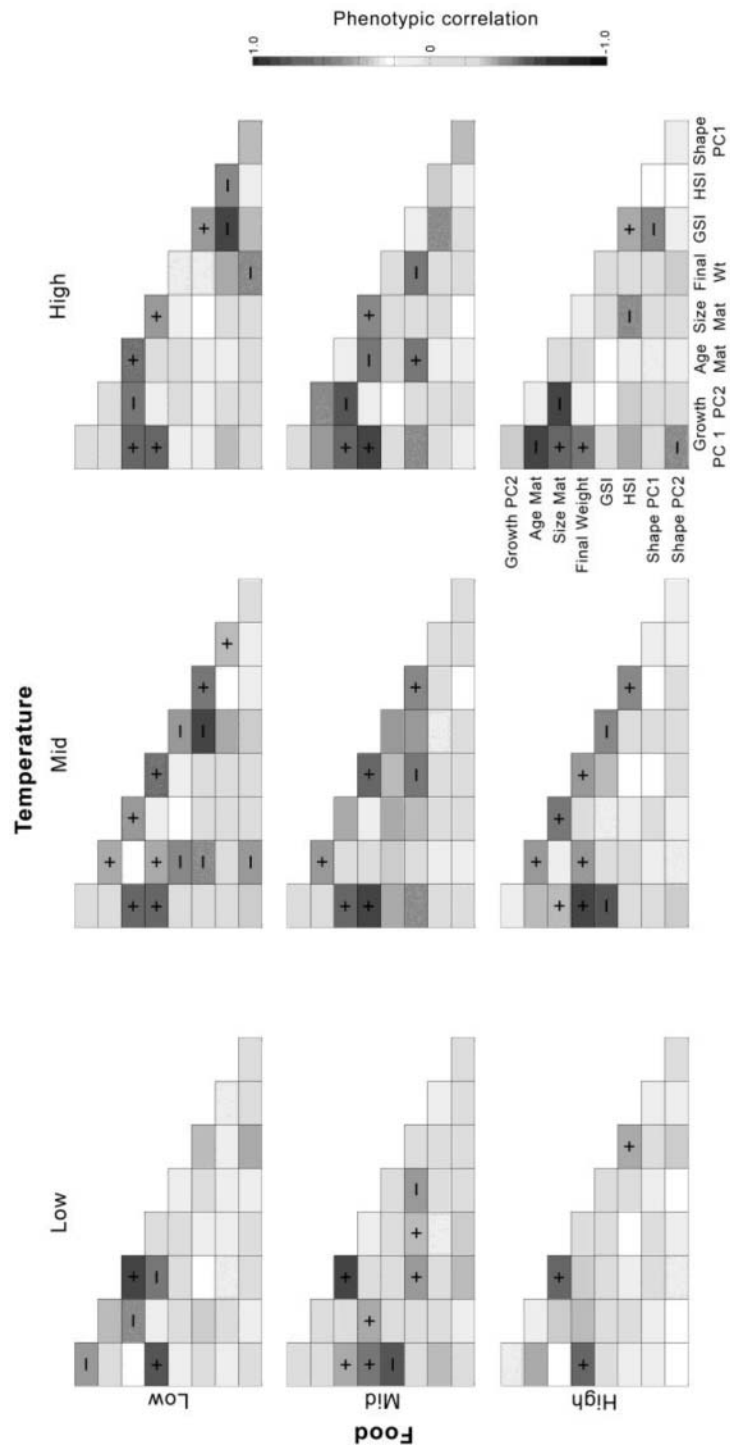 Temperature
Low
Mid
High
Phenotypic correlation
1.0
0
-1.0
Food
Low
Mid
High
Growth PC2
Age Mat
Size Mat
Final Weight
GSI
HSI
Shape PC1
Shape PC2
Growth Age Size Final GSI HSI Shape
PC 1 PC2 Mat Mat Wt PC1